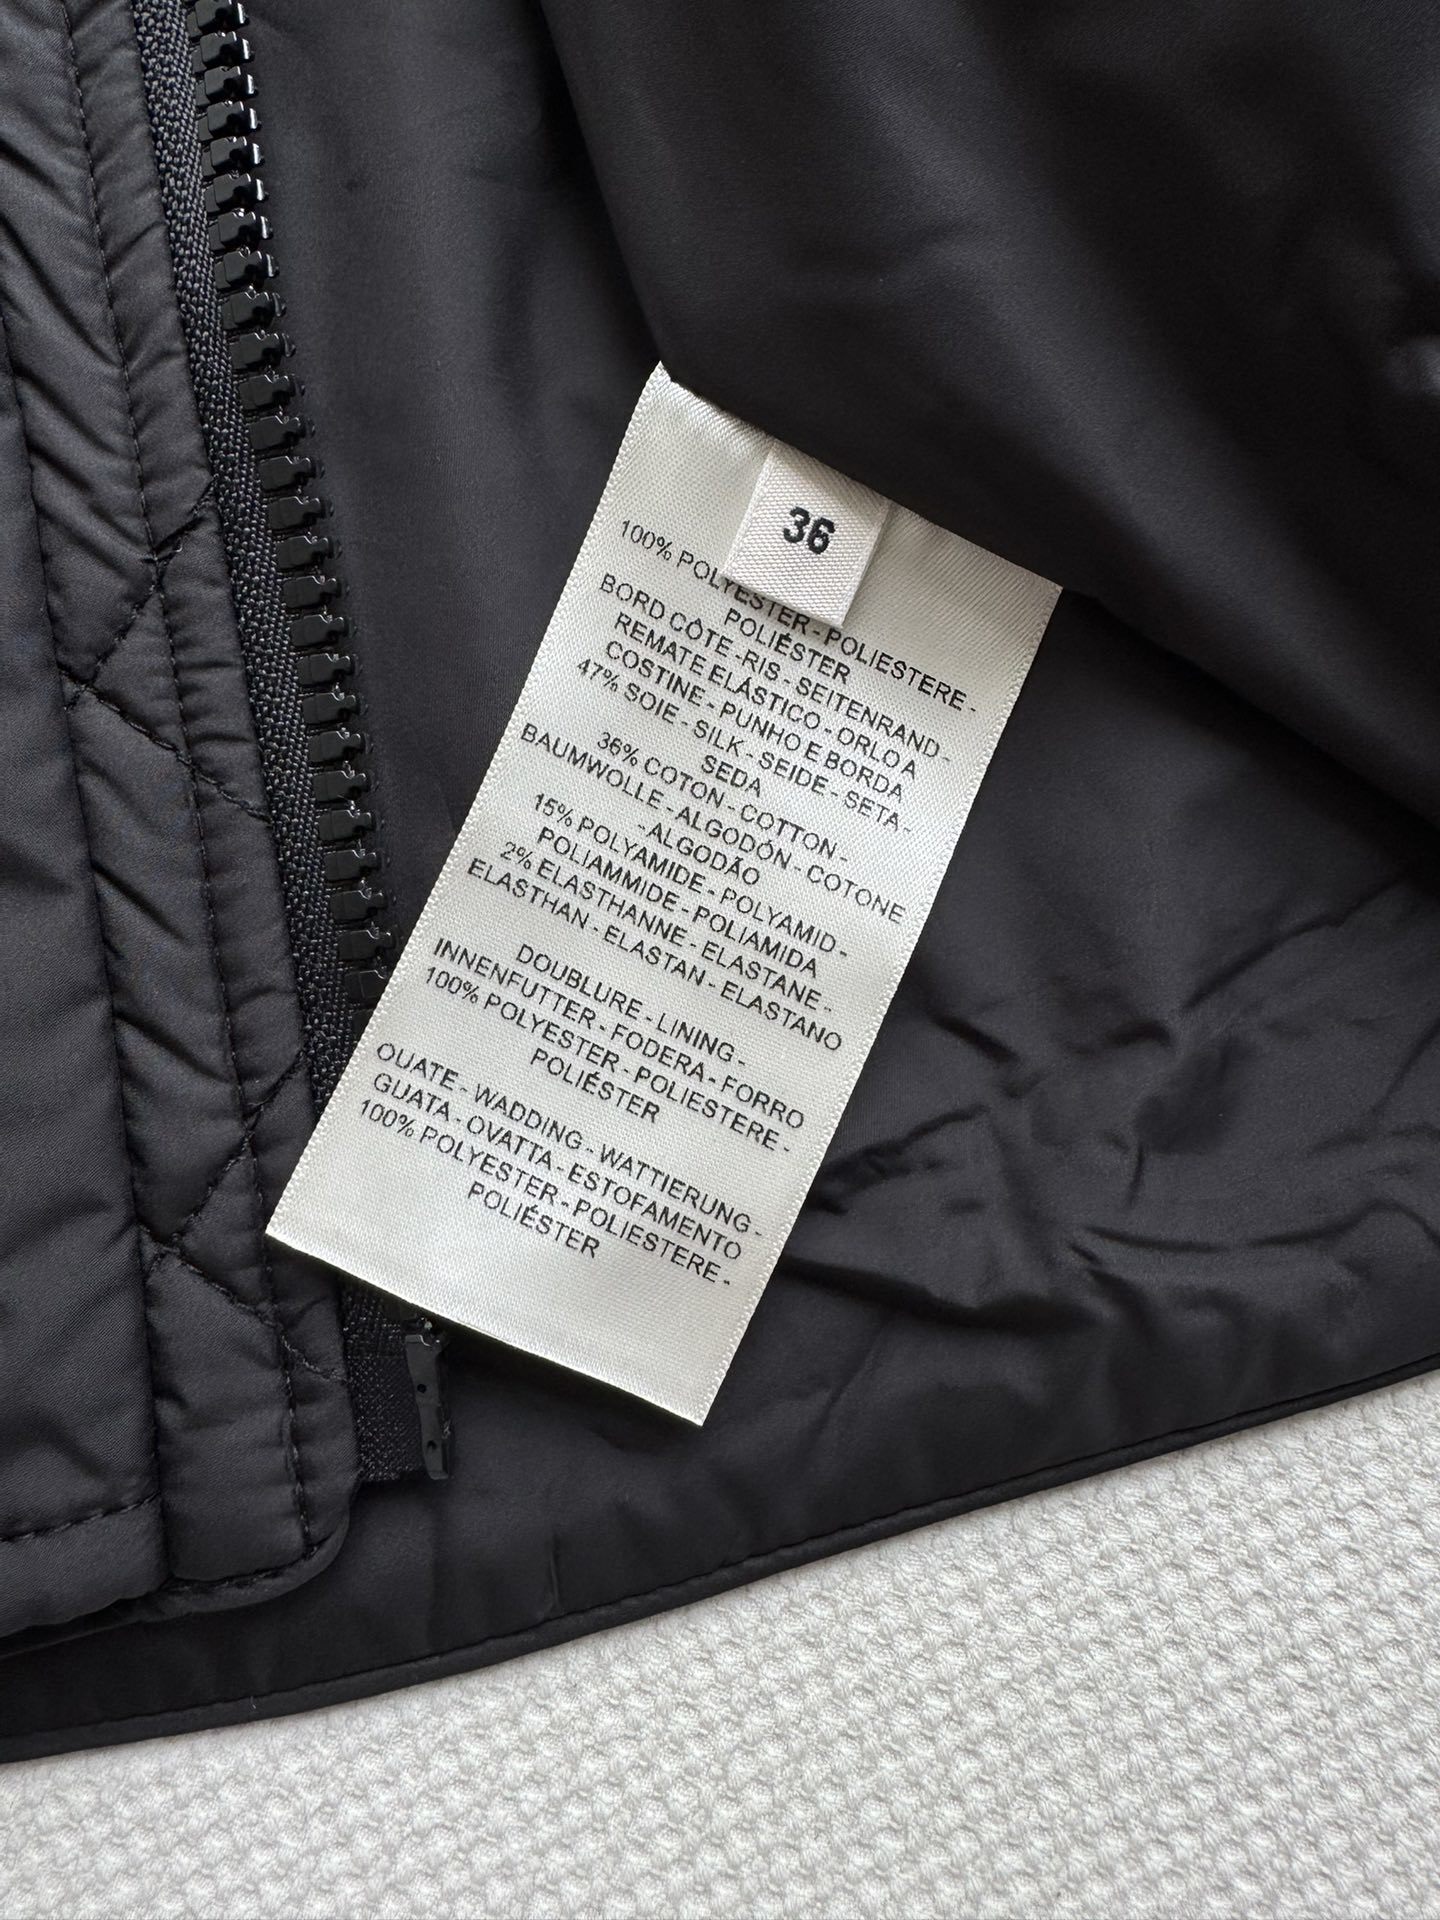 36
100% POLYESTER - POLIESTERE -
POLIÉSTER
BORD CÔTE - RIS - SEITENRAND -
REMATE ELÁSTICO - ORLO A
COSTINE - PUNHO E BORDA
47% SOIE - SILK - SEIDE - SETA -
SEDA
36% COTON - COTTON -
BAUMWOLLE - ALGODÓN - COTONE
- ALGODÃO
15% POLYAMIDE - POLYAMID -
POLIAMMIDE - POLIAMIDA
2% ELASTHANNE - ELASTANE -
ELASTHAN - ELASTAN - ELASTANO
DOUBLURE - LINING -
INNENFUTTER - FODERA - FORRO
100% POLYESTER - POLIESTERE -
POLIÉSTER
OUATE - WADDING - WATTIERUNG -
GUATA - OVATTA - ESTOFAMENTO
100% POLYESTER - POLIESTERE -
POLIÉSTER